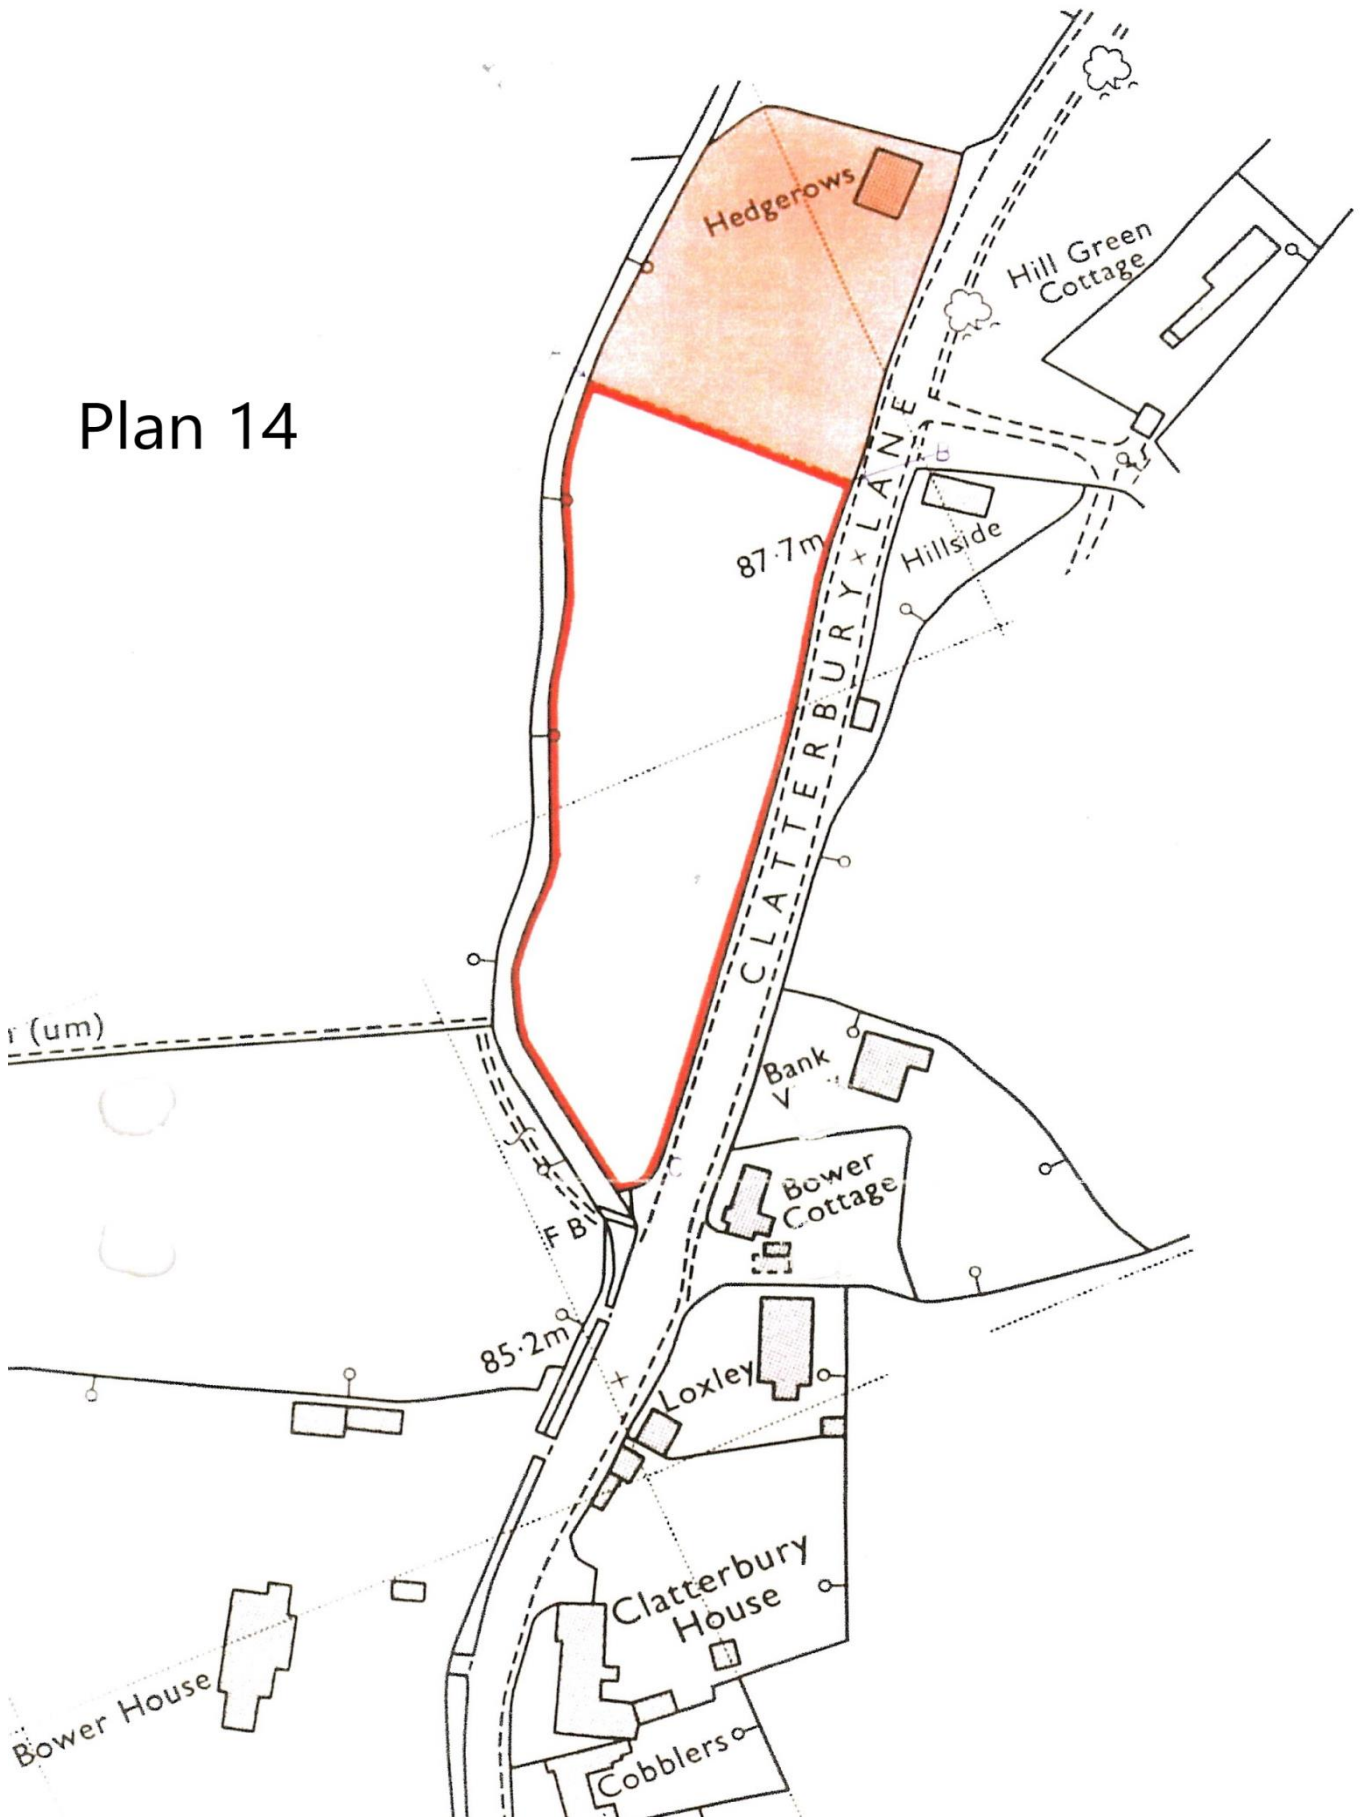 Hedgerows
Hill Green
Cottage
Plan 14
B
87·7m
Hillside
CLATTERBURY LANE
(um)
Bank
Bower
Cottage
F B
85·2m
Loxley
Clatterbury
House
Bower House
Cobblers